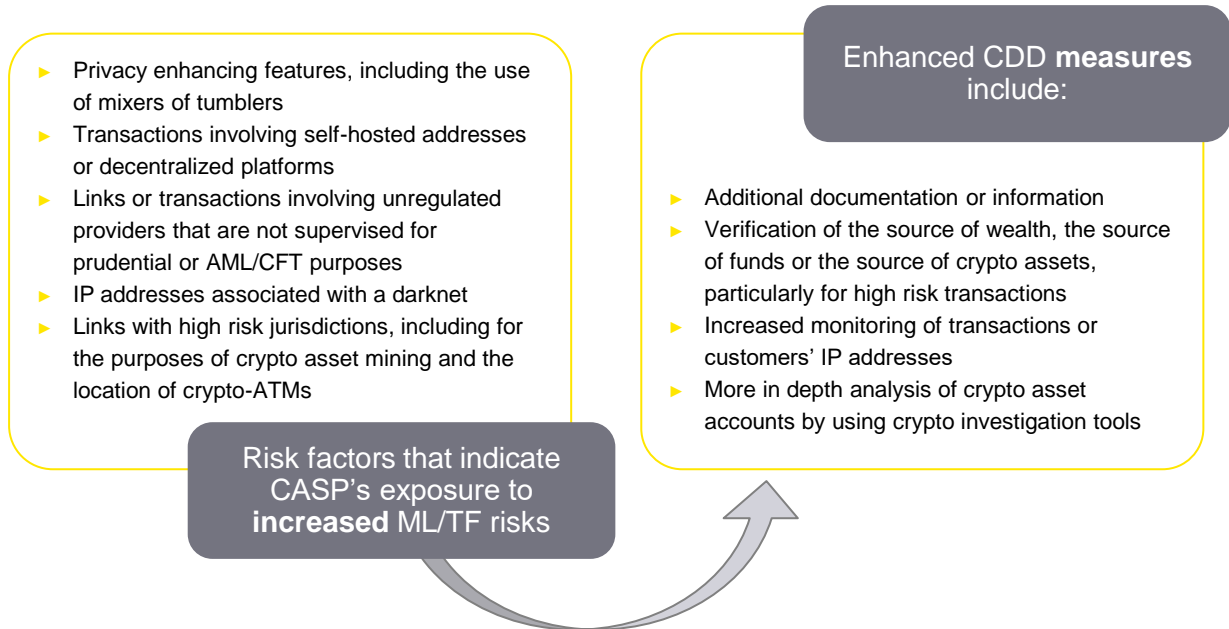 ► Privacy enhancing features, including the use
of mixers of tumblers
► Transactions involving self-hosted addresses
or decentralized platforms
► Links or transactions involving unregulated
providers that are not supervised for
prudential or AML/CFT purposes
► IP addresses associated with a darknet
► Links with high risk jurisdictions, including for
the purposes of crypto asset mining and the
location of crypto-ATMs
Risk factors that indicate
CASP’s exposure to
increased ML/TF risks
Enhanced CDD measures
include:
► Additional documentation or information
► Verification of the source of wealth, the source
of funds or the source of crypto assets,
particularly for high risk transactions
► Increased monitoring of transactions or
customers’ IP addresses
► More in depth analysis of crypto asset
accounts by using crypto investigation tools